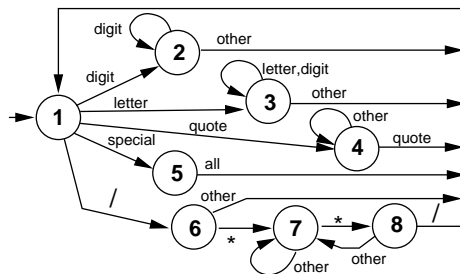 digit
2
other
digit
letter,digit
other
letter
3
1
other
quote
4
quote
special
all
5
/
other
6
*
7
*
8
/
other
other